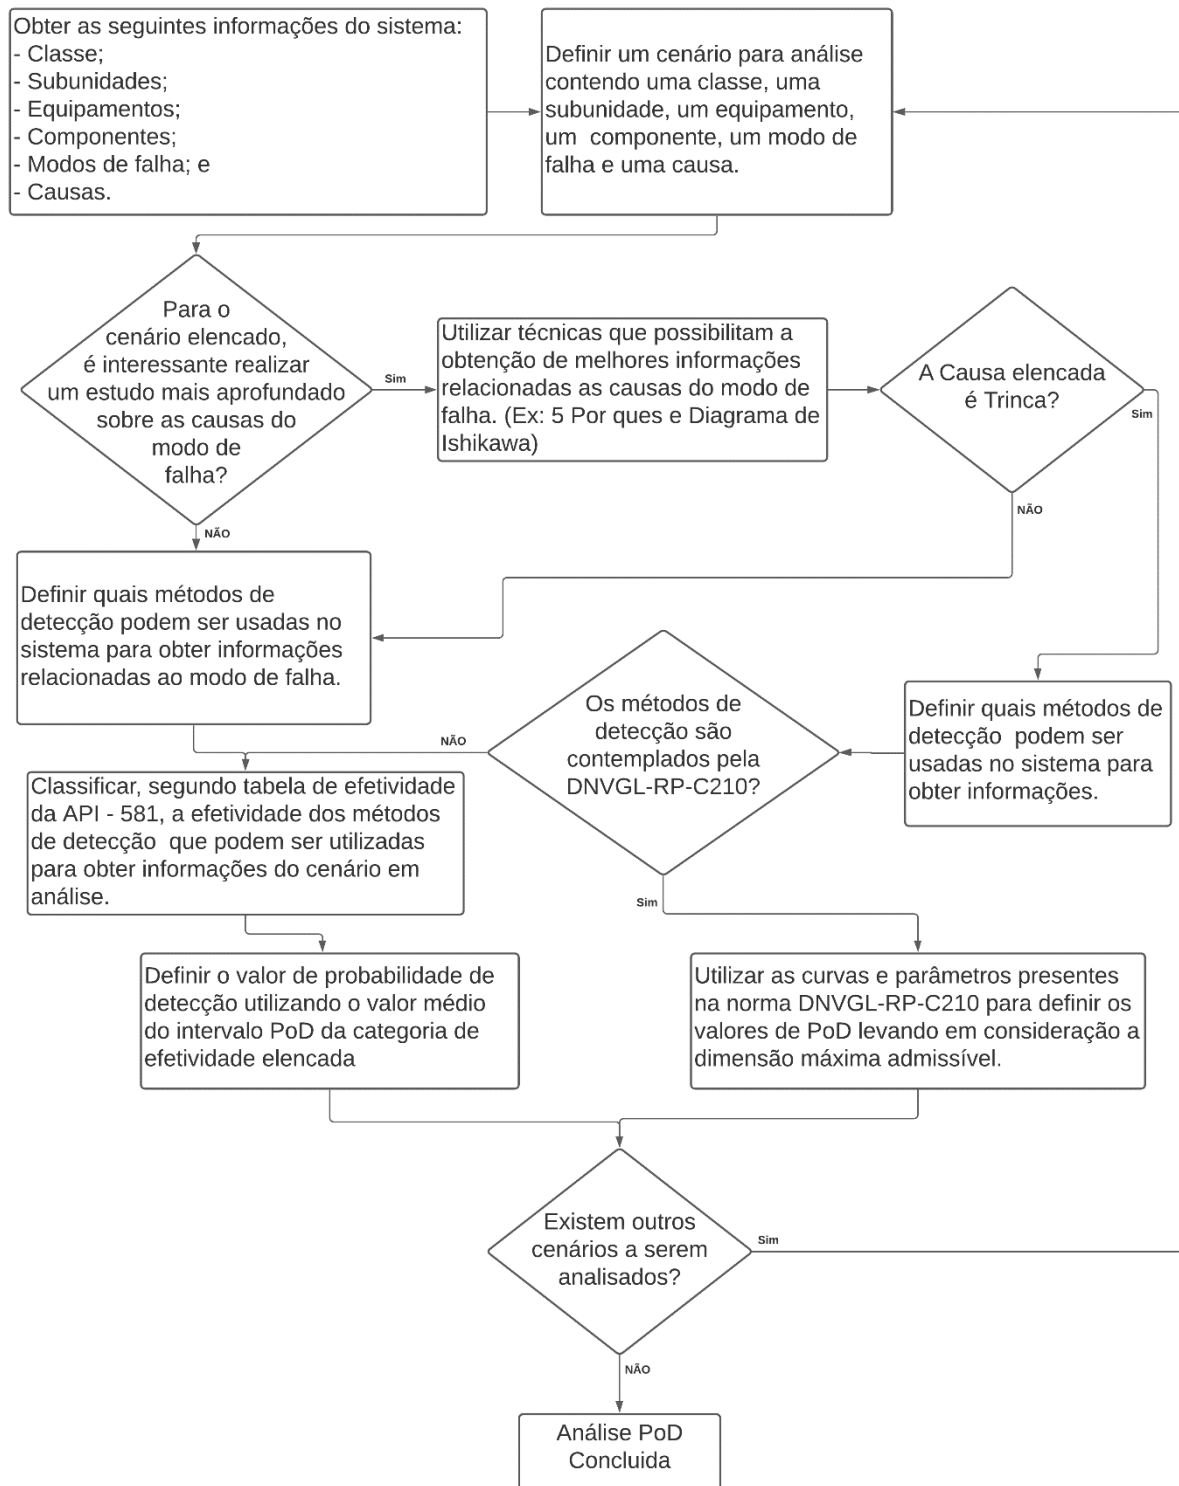 Obter as seguintes informações do sistema:
- Classe;
- Subunidades;
- Equipamentos;
- Componentes;
- Modos de falha; e
- Causas.
Definir um cenário para análise
contendo uma classe, uma
subunidade, um equipamento,
um componente, um modo de
falha e uma causa.
Para o
cenário elencado,
é interessante realizar
um estudo mais aprofundado
sobre as causas do
modo de
falha?
Sim
Utilizar técnicas que possibilitam a
obtenção de melhores informações
relacionadas as causas do modo de
falha. (Ex: 5 Por ques e Diagrama de
Ishikawa)
A Causa elencada
é Trinca?
Sim
NÃO
NÃO
Definir quais métodos de
detecção podem ser usadas no
sistema para obter informações
relacionadas ao modo de falha.
Os métodos de
detecção são
contemplados pela
DNVGL-RP-C210?
Definir quais métodos de
detecção podem ser
usadas no sistema para
obter informações.
NÃO
Classificar, segundo tabela de efetividade
da API - 581, a efetividade dos métodos
de detecção que podem ser utilizadas
para obter informações do cenário em
análise.
Sim
Definir o valor de probabilidade de
detecção utilizando o valor médio
do intervalo PoD da categoria de
efetividade elencada
Utilizar as curvas e parâmetros presentes
na norma DNVGL-RP-C210 para definir os
valores de PoD levando em consideração a
dimensão máxima admissível.
Existem outros
cenários a serem
analisados?
Sim
NÃO
Análise PoD
Concluida